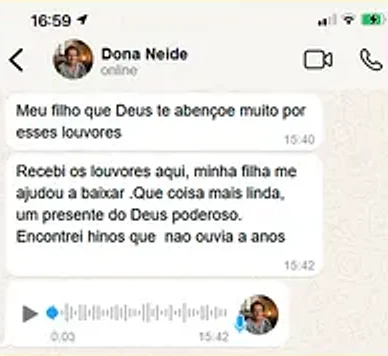 16:59
Dona Neide
online
Meu filho que Deus te abençoe muito por
esses louvores
15:40
Recebi os louvores aqui, minha filha me
ajudou a baixar .Que coisa mais linda,
um presente do Deus poderoso.
Encontrei hinos que nao ouvia a anos
15:42
0:03 15:42